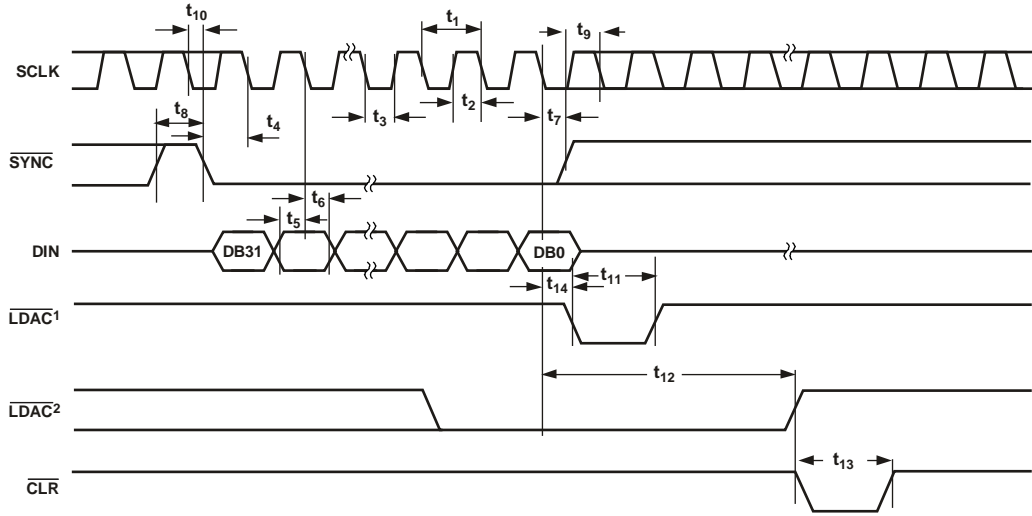 t10
t1
t9
SCLK
t8
t4
t3
t2
t7
SYNC
t5
t6
DIN
DB31
DB0
t14
t11
LDAC1
t12
LDAC2
t13
CLR